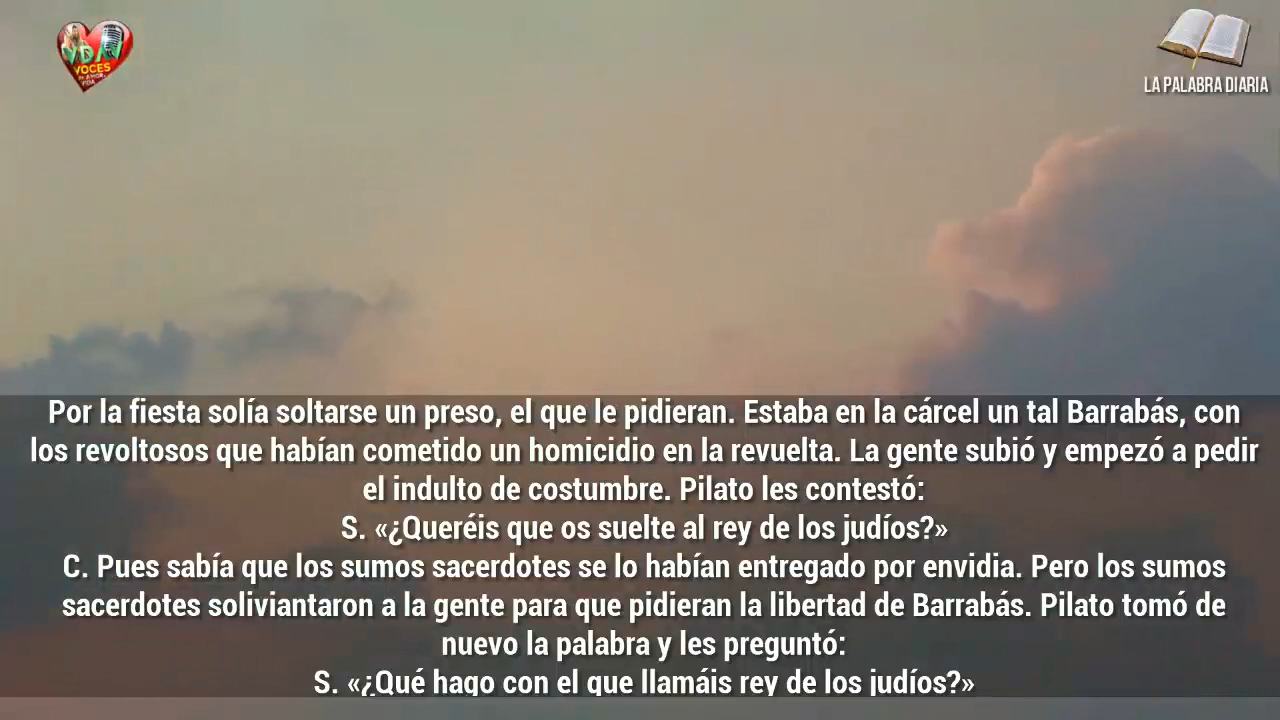 VDAV
VOCES
DE AMOR Y
VIDA
LA PALABRA DIARIA
Por la fiesta solía soltarse un preso, el que le pidieran. Estaba en la cárcel un tal Barrabás, con
los revoltosos que habían cometido un homicidio en la revuelta. La gente subió y empezó a pedir
el indulto de costumbre. Pilato les contestó:
S. «¿Queréis que os suelte al rey de los judíos?»
C. Pues sabía que los sumos sacerdotes se lo habían entregado por envidia. Pero los sumos
sacerdotes soliviantaron a la gente para que pidieran la libertad de Barrabás. Pilato tomó de
nuevo la palabra y les preguntó:
S. «¿Qué hago con el que llamáis rey de los judíos?»